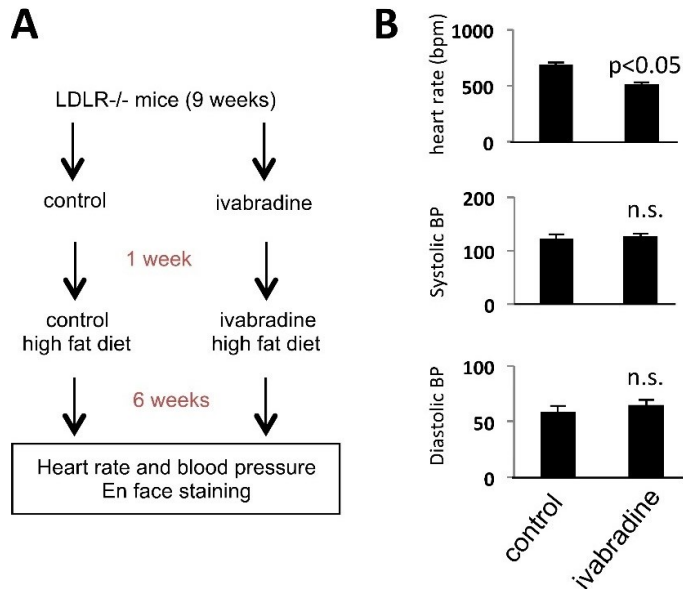 A
LDLR-/- mice (9 weeks)
control ivabradine
1 week
control ivabradine
high fat diet high fat diet
6 weeks
Heart rate and blood pressure
En face staining
B
heart rate (bpm)
1000
500
0
p<0.05
Systolic BP
200
100
0
n.s.
Diastolic BP
100
50
0
n.s.
control
ivabradine